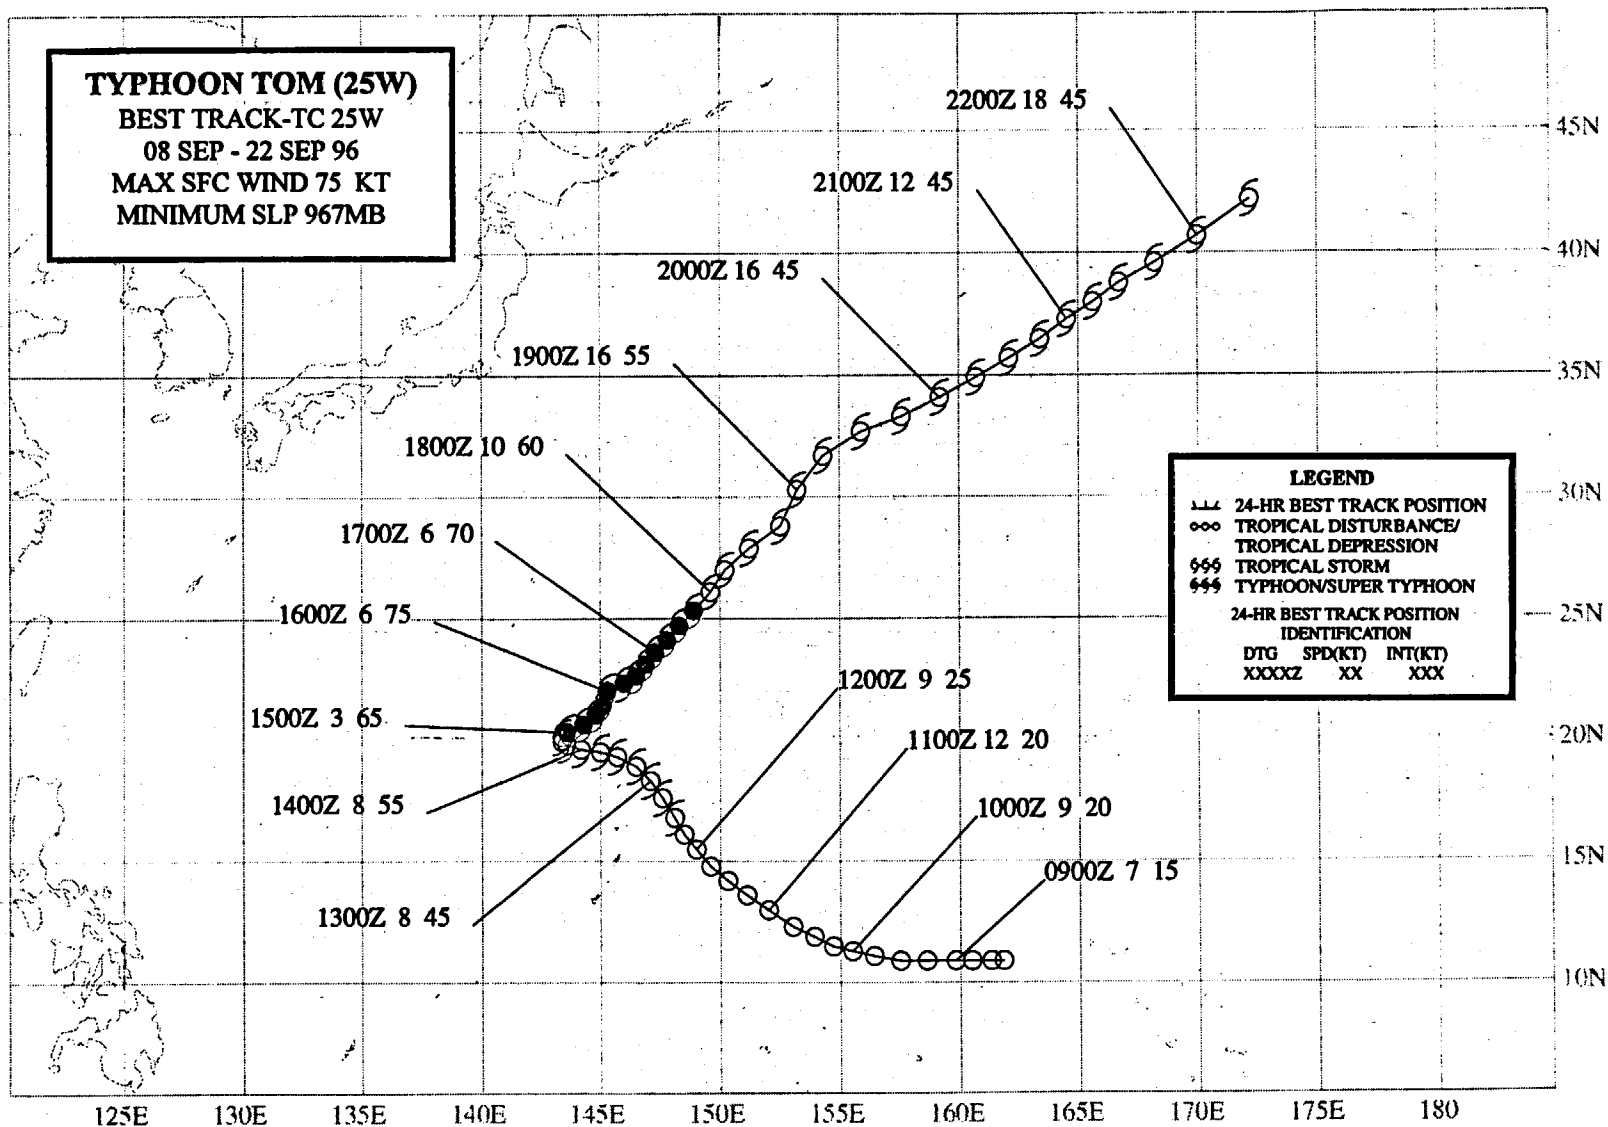 TYPHOON TOM (25W)
BEST TRACK-TC 25W
08 SEP - 22 SEP 96
MAX SFC WIND 75 KT
MINIMUM SLP 967MB
2200Z 18 45
2100Z 12 45
2000Z 16 45
1900Z 16 55
1800Z 10 60
1700Z 6 70
1600Z 6 75
1500Z 3 65
1400Z 8 55
1300Z 8 45
1200Z 9 25
1100Z 12 20
1000Z 9 20
0900Z 7 15
LEGEND
24-HR BEST TRACK POSITION
TROPICAL DISTURBANCE/
TROPICAL DEPRESSION
TROPICAL STORM
TYPHOON/SUPER TYPHOON
24-HR BEST TRACK POSITION
IDENTIFICATION
DTG SPD(KT) INT(KT)
XXXXZ XX XXX
45N
40N
35N
30N
25N
20N
15N
10N
125E 130E 135E 140E 145E 150E 155E 160E 165E 170E 175E 180